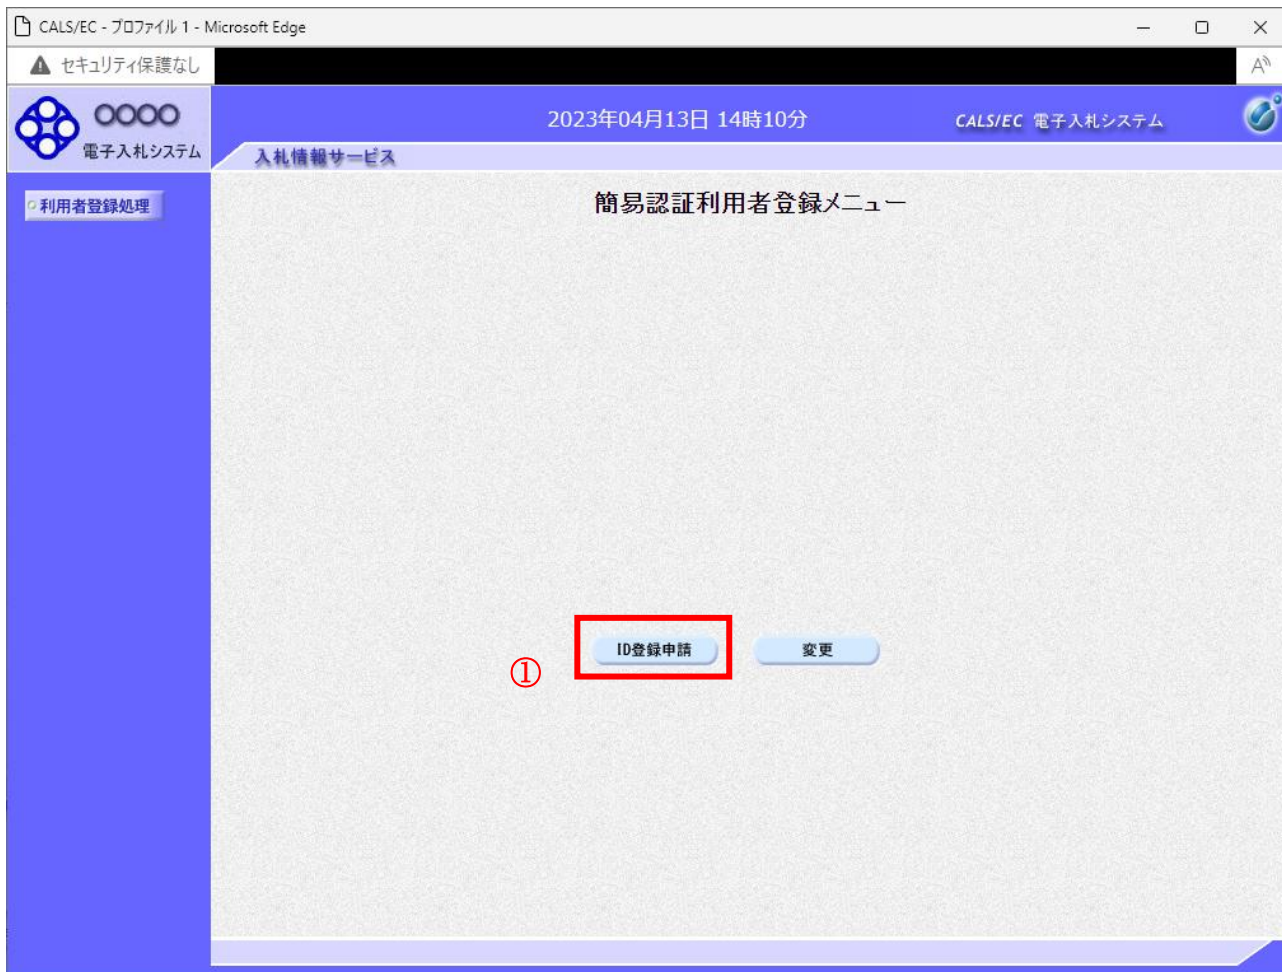 CALS/EC - プロファイル 1 - Microsoft Edge
セキュリティ保護なし
OOOO
電子入札システム
2023年04月13日 14時10分
CALS/EC 電子入札システム
入札情報サービス
利用者登録処理
簡易認証利用者登録メニュー
①
ID登録申請
変更